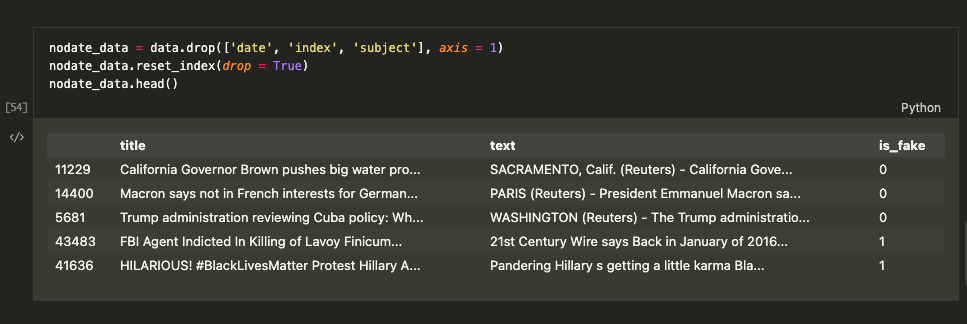 nodate_data = data.drop(['date', 'index', 'subject'], axis = 1)
nodate_data.reset_index(drop = True)
nodate_data.head()
[54]
Python
</>
title text is_fake
11229 California Governor Brown pushes big water pro... SACRAMENTO, Calif. (Reuters) - California Gove... 0
14400 Macron says not in French interests for German... PARIS (Reuters) - President Emmanuel Macron sa... 0
5681 Trump administration reviewing Cuba policy: Wh... WASHINGTON (Reuters) - The Trump administratio... 0
43483 FBI Agent Indicted In Killing of Lavoy Finicum... 21st Century Wire says Back in January of 2016... 1
41636 HILARIOUS! #BlackLivesMatter Protest Hillary A... Pandering Hillary s getting a little karma Bla... 1